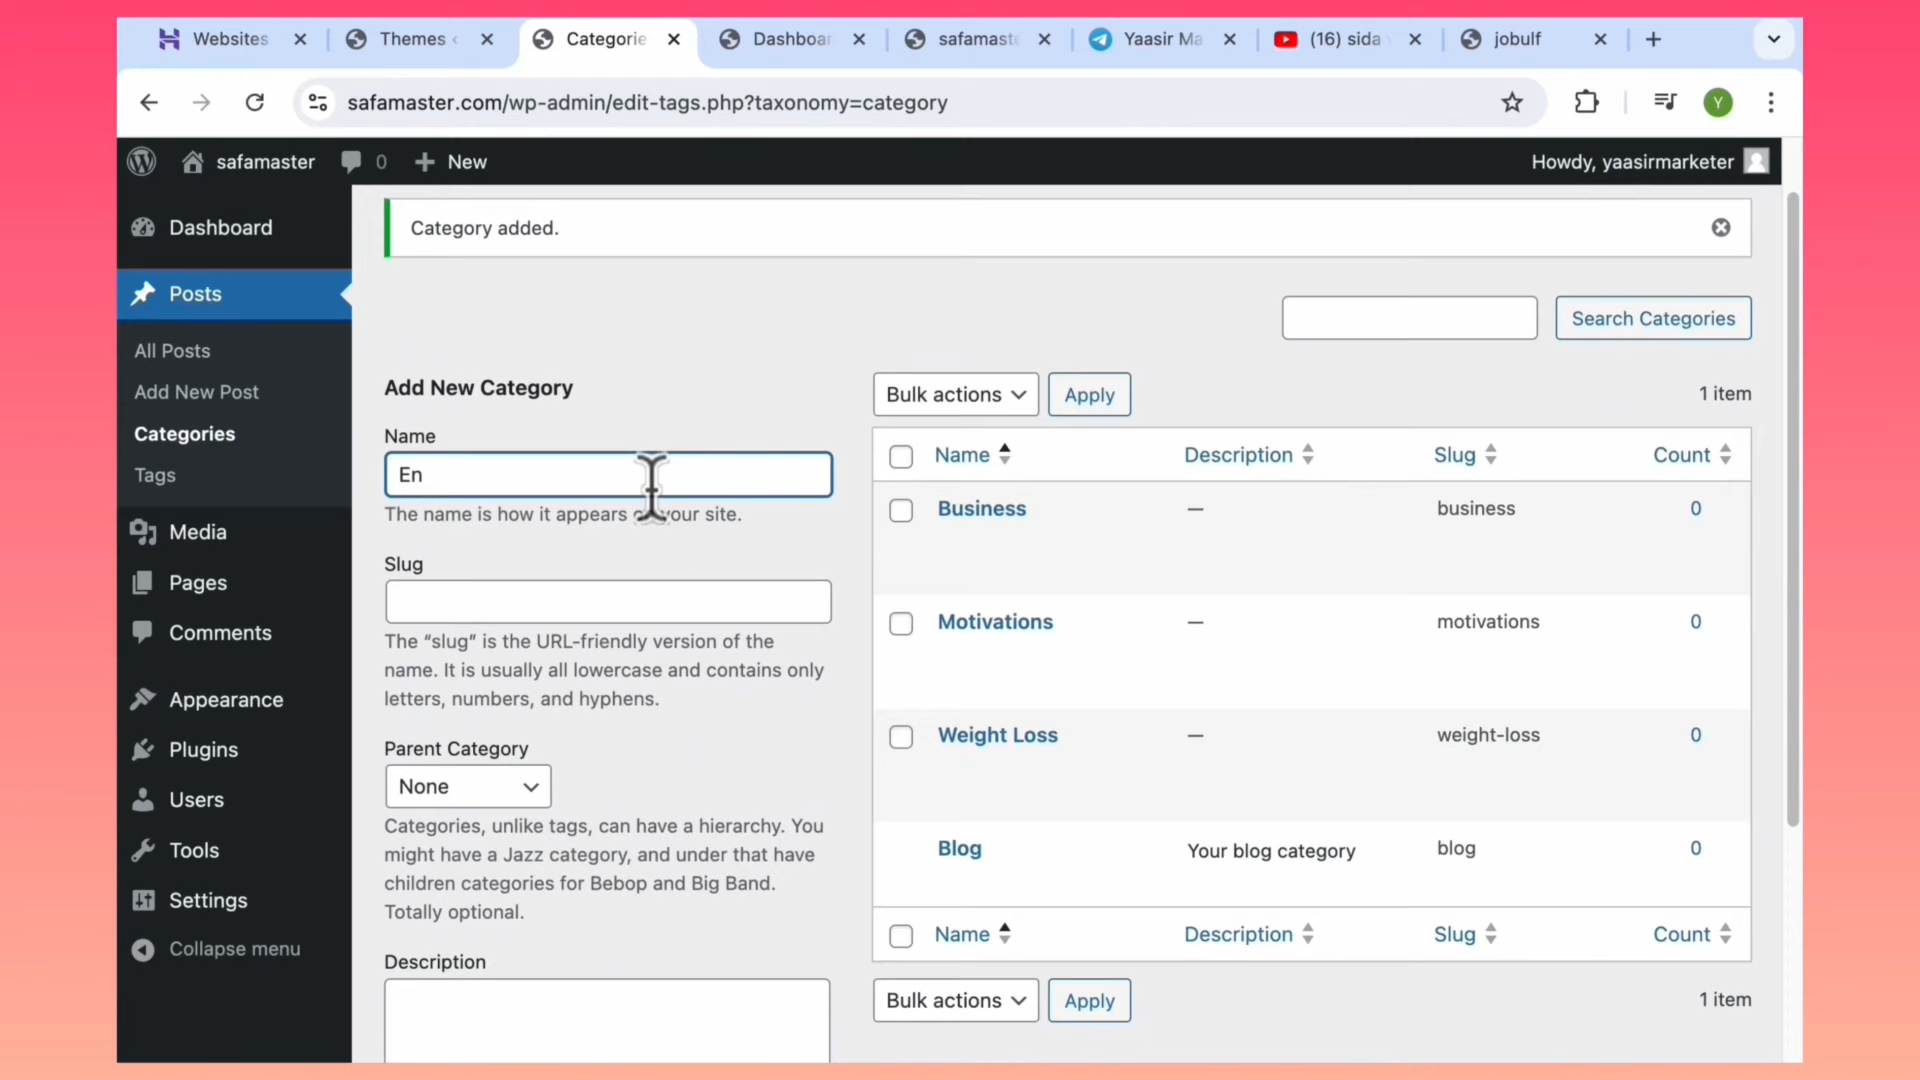 Websites
Themes
Categorie
Dashboar
safamast
Yaasir Ma
(16) sida
jobulf
safamaster.com/wp-admin/edit-tags.php?taxonomy=category
Y
safamaster
0
New
Howdy, yaasirmarketer
Dashboard
Posts
All Posts
Add New Post
Categories
Tags
Media
Pages
Comments
Appearance
Plugins
Users
Tools
Settings
Collapse menu
Category added.
Search Categories
Add New Category
Name
En
The name is how it appears your site.
Slug
The “slug” is the URL-friendly version of the
name. It is usually all lowercase and contains only
letters, numbers, and hyphens.
Parent Category
None
Categories, unlike tags, can have a hierarchy. You
might have a Jazz category, and under that have
children categories for Bebop and Big Band.
Totally optional.
Description
Bulk actions Apply 1 item
Name Description Slug Count
Business — business 0
Motivations — motivations 0
Weight Loss — weight-loss 0
Blog Your blog category blog 0
Name Description Slug Count
Bulk actions Apply 1 item